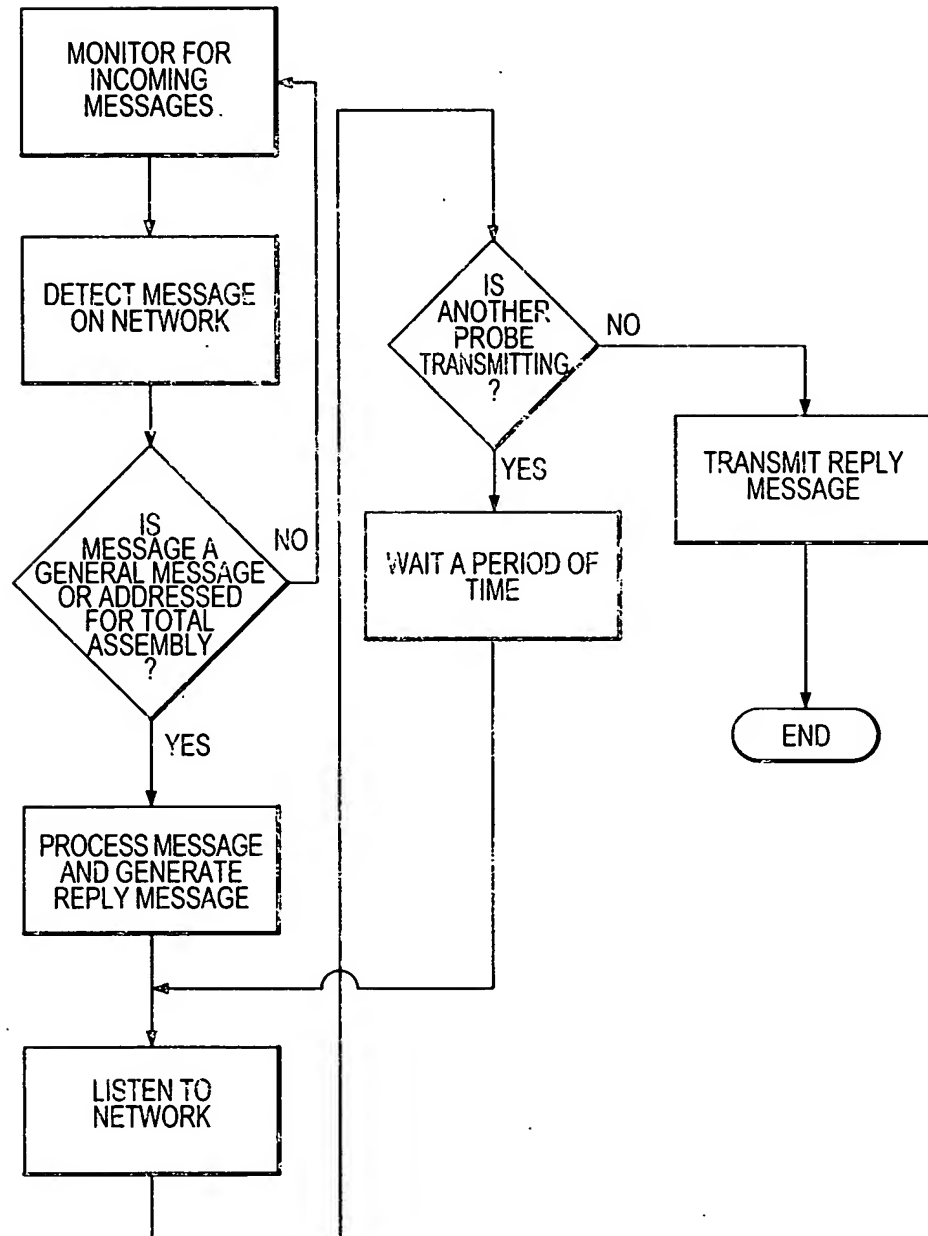 MONITOR FOR
INCOMING
MESSAGES
DETECT MESSAGE
ON NETWORK
IS
MESSAGE A
GENERAL MESSAGE
OR ADDRESSED
FOR TOTAL
ASSEMBLY
?
NO
YES
PROCESS MESSAGE
AND GENERATE
REPLY MESSAGE
LISTEN TO
NETWORK
IS
ANOTHER
PROBE
TRANSMITTING
?
NO
YES
WAIT A PERIOD OF
TIME
TRANSMIT REPLY
MESSAGE
END